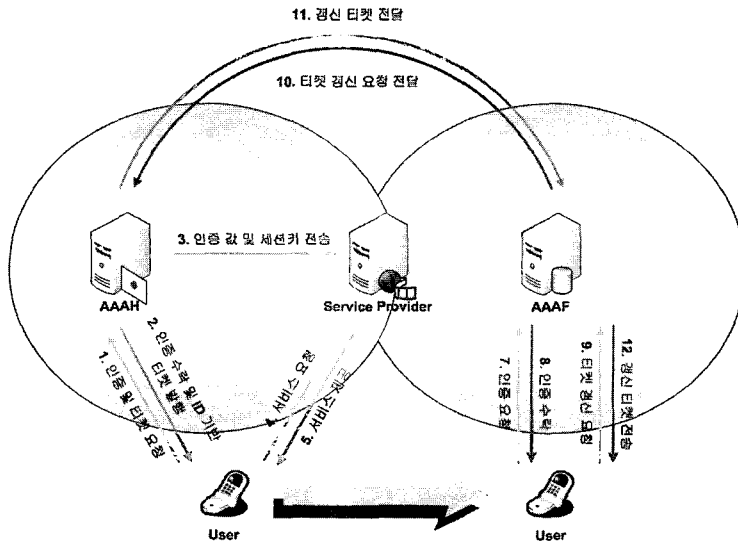 11. 갱신 티켓 전달
10. 티켓 갱신 요청 전달
3. 인증 값 및 세션키 전송
AAAH
Service Provider
AAAF
1. 인증 및 티켓 요청
2. 인증 수락 및 ID 기반
티켓 발행
4. 서비스 요청
5. 서비스
7. 인증 요청
8. 인증 수락
9. 티켓 갱신 요청
12. 갱신 티켓 전송
User
User